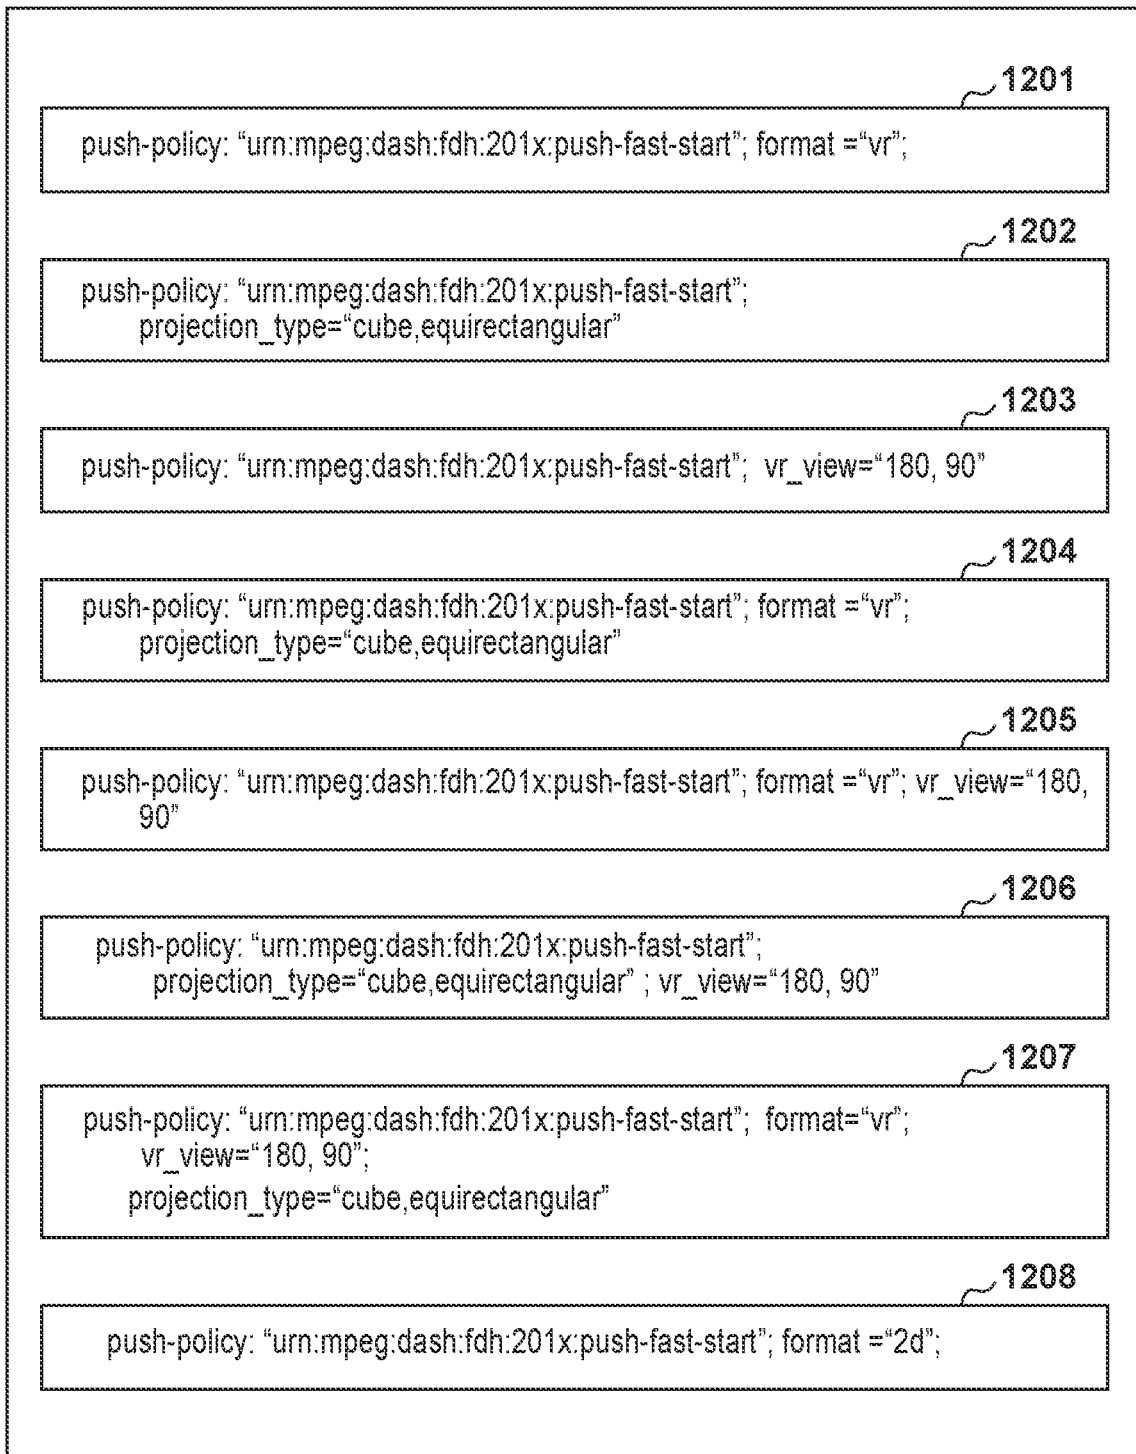 1201
push-policy: “urn:mpeg:dash:fdh:201x:push-fast-start”; format =“vr”;
1202
push-policy: “urn:mpeg:dash:fdh:201x:push-fast-start”;
projection_type=“cube,equirectangular”
1203
push-policy: “urn:mpeg:dash:fdh:201x:push-fast-start”; vr_view=“180, 90”
1204
push-policy: “urn:mpeg:dash:fdh:201x:push-fast-start”; format =“vr”;
projection_type=“cube,equirectangular”
1205
push-policy: “urn:mpeg:dash:fdh:201x:push-fast-start”; format =“vr”; vr_view=“180,
90”
1206
push-policy: “urn:mpeg:dash:fdh:201x:push-fast-start”;
projection_type=“cube,equirectangular” ; vr_view=“180, 90”
1207
push-policy: “urn:mpeg:dash:fdh:201x:push-fast-start”; format=“vr”;
vr_view=“180, 90”;
projection_type=“cube,equirectangular”
1208
push-policy: “urn:mpeg:dash:fdh:201x:push-fast-start”; format =“2d”;